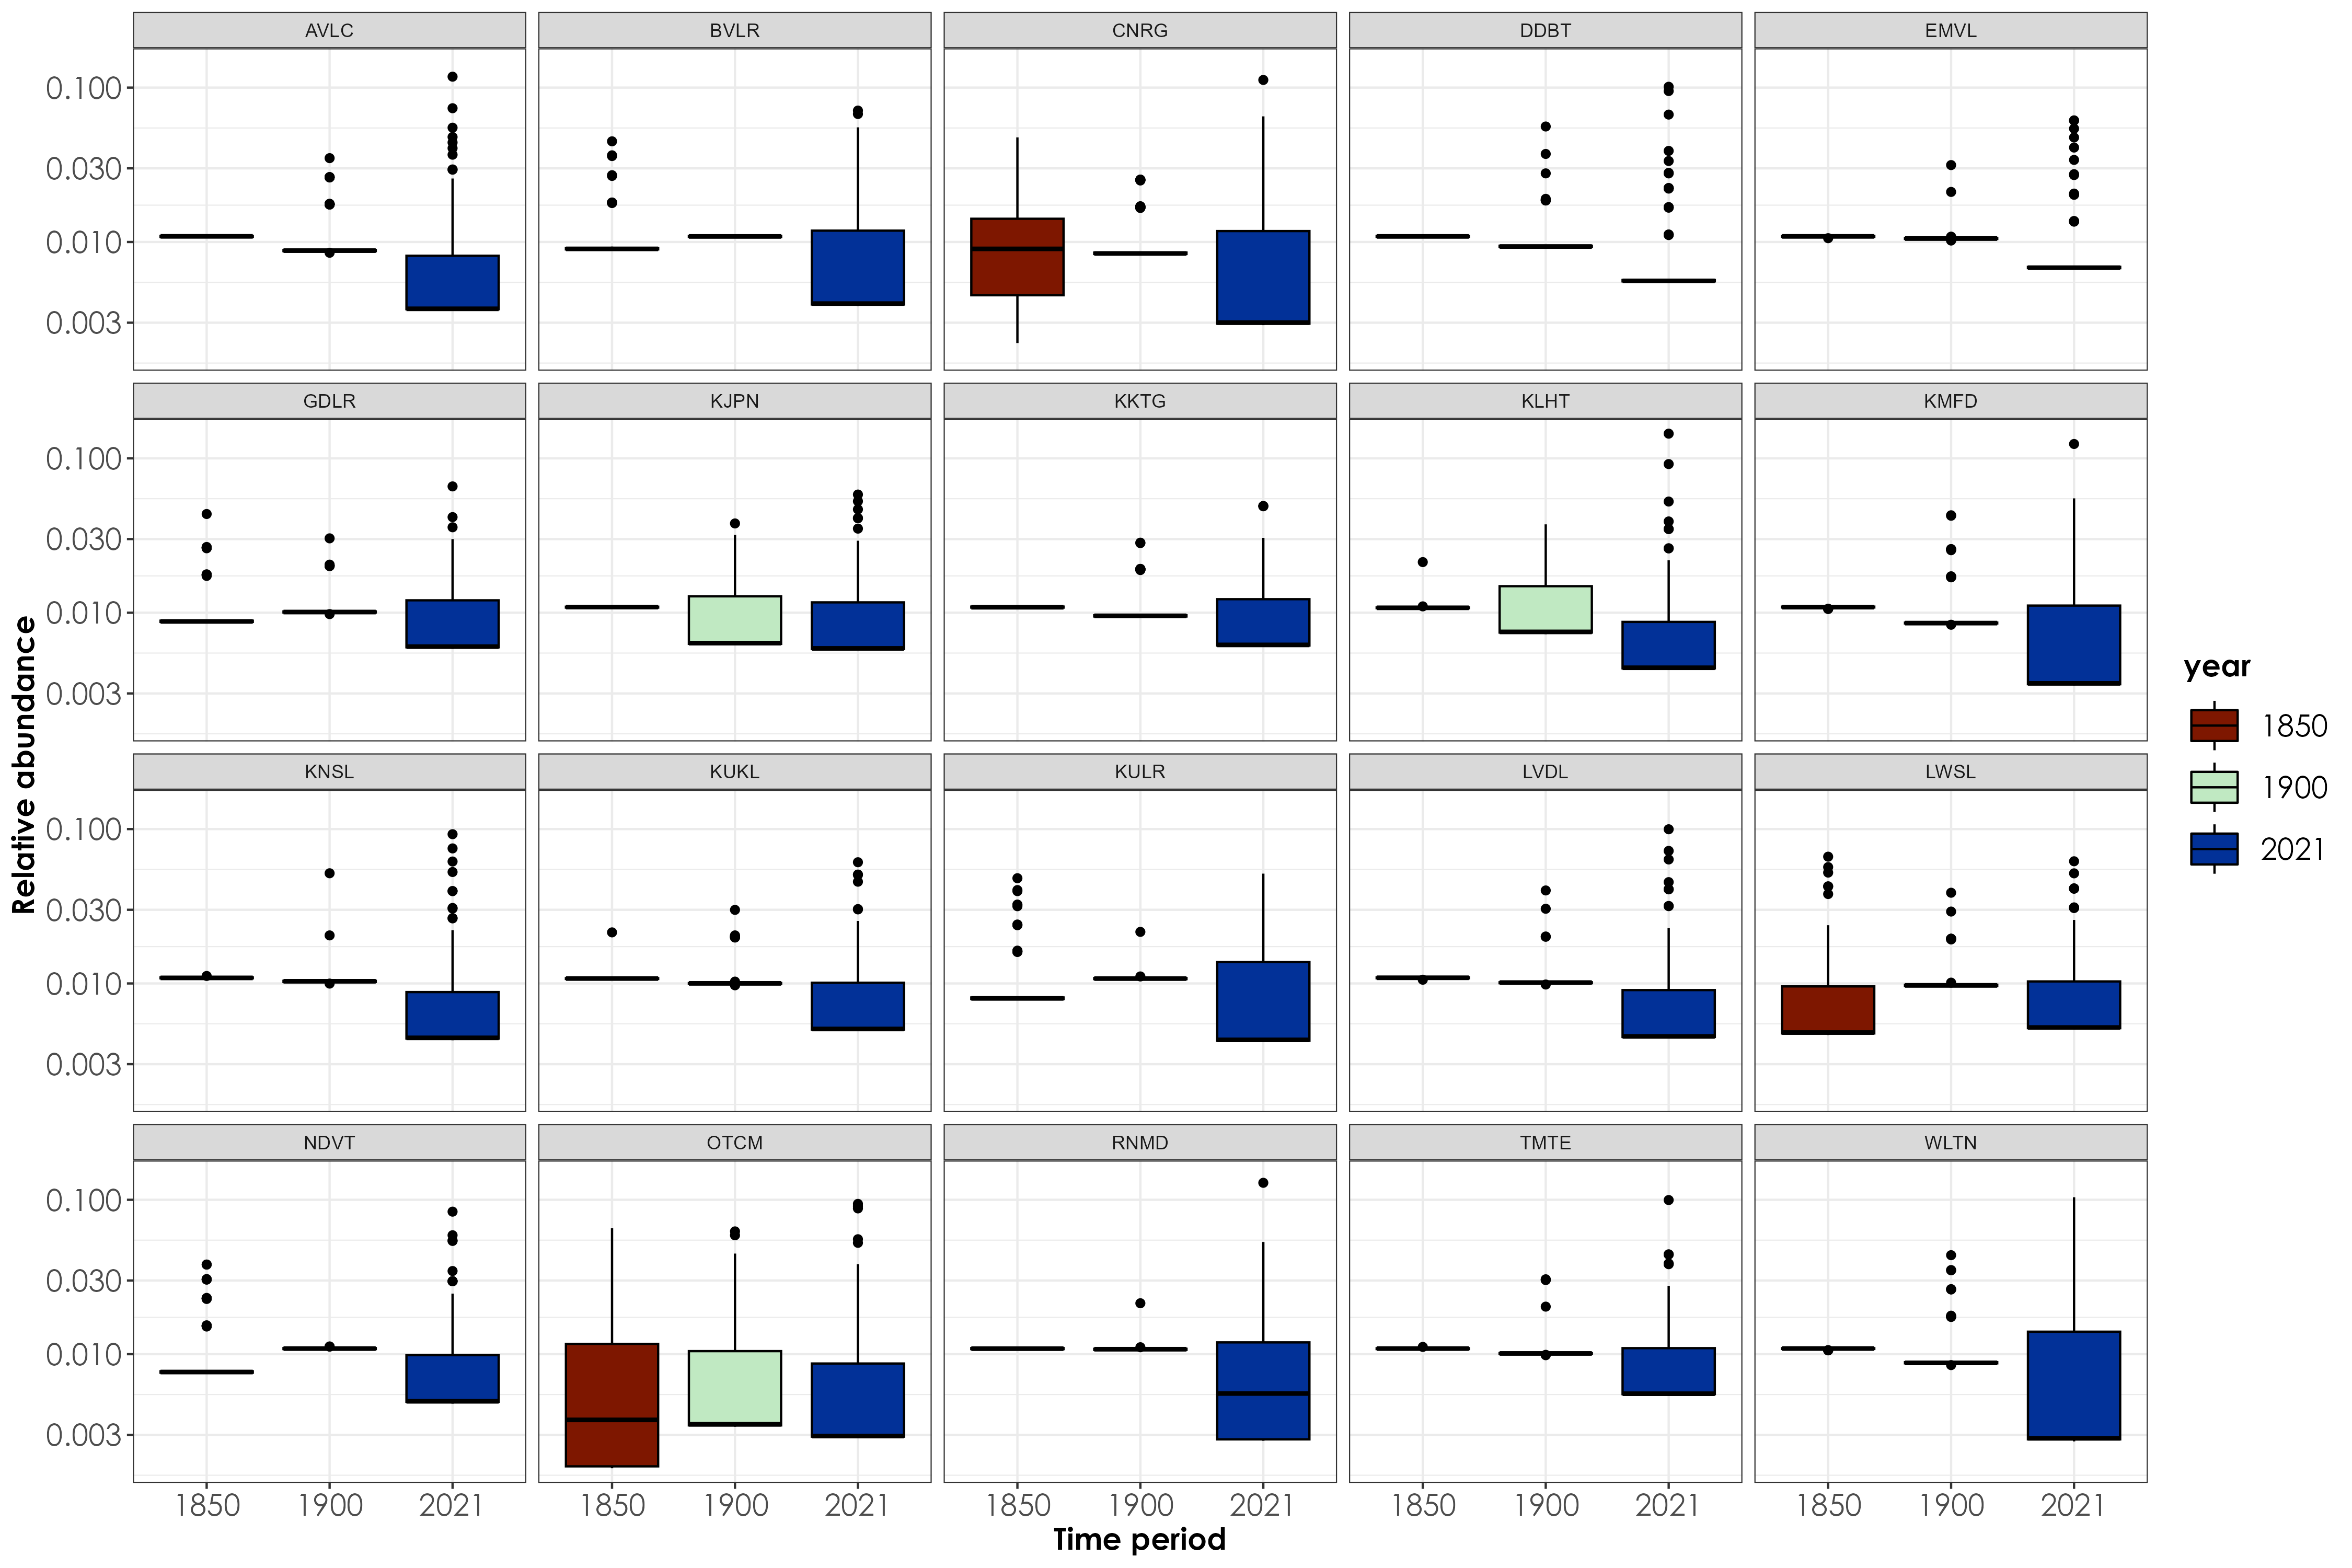 AVLC BVLR CNRG DDBT EMVL
0.100
0.030
0.010
0.003
GDLR KJPN KKTG KLHT KMFD
0.100
0.030
0.010
0.003
KNSL KUKL KULR LVDL LWSL
0.100
0.030
0.010
0.003
NDVT OTCM RNMD TMTE WLTN
0.100
0.030
0.010
0.003
1850 1900 2021 1850 1900 2021 1850 1900 2021 1850 1900 2021 1850 1900 2021
Time period
Relative abundance
year
1850
1900
2021